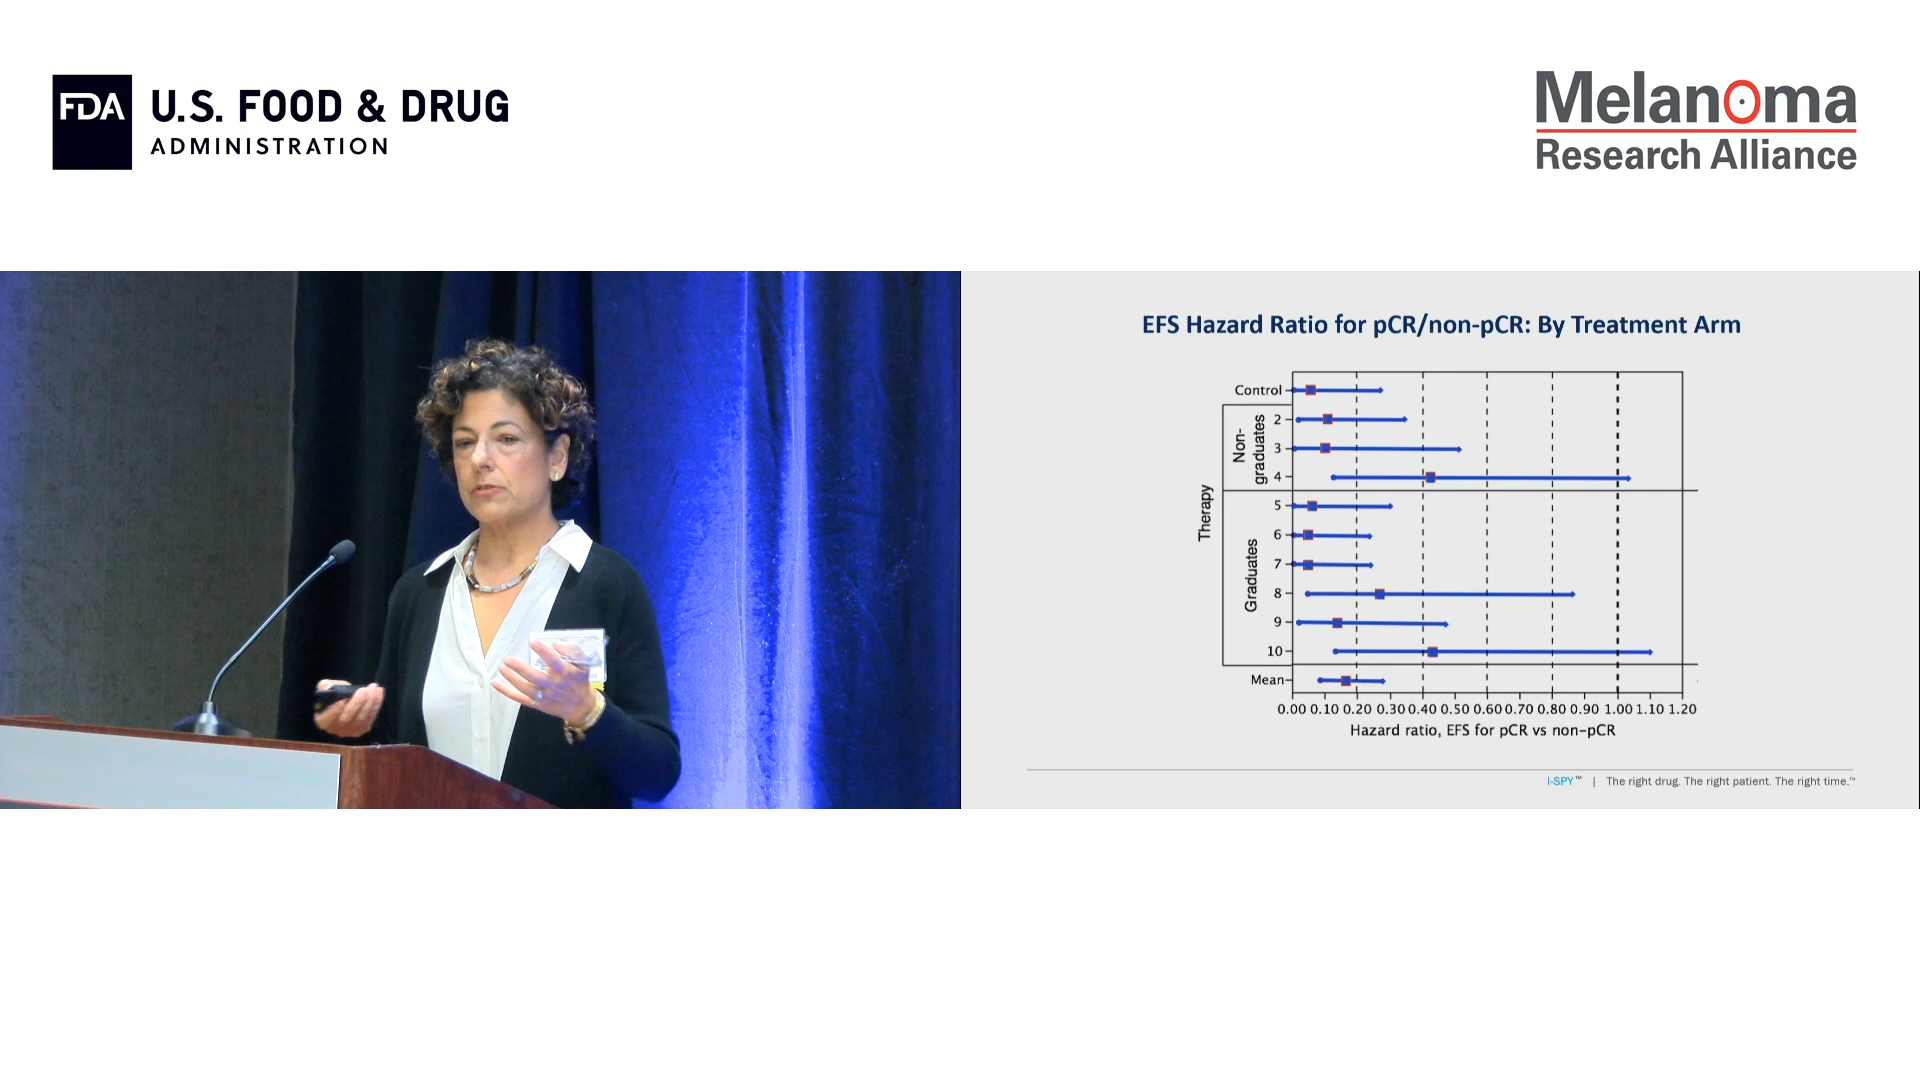 FDA
U.S. FOOD & DRUG
ADMINISTRATION
Melanoma
Research Alliance
EFS Hazard Ratio for pCR/non-pCR: By Treatment Arm
Therapy
Control
Non-
graduates
2
3
4
Graduates
5
6
7
8
9
10
Mean
0.00 0.10 0.20 0.30 0.40 0.50 0.60 0.70 0.80 0.90 1.00 1.10 1.20
Hazard ratio, EFS for pCR vs non-pCR
I-SPY™ | The right drug. The right patient. The right time.™